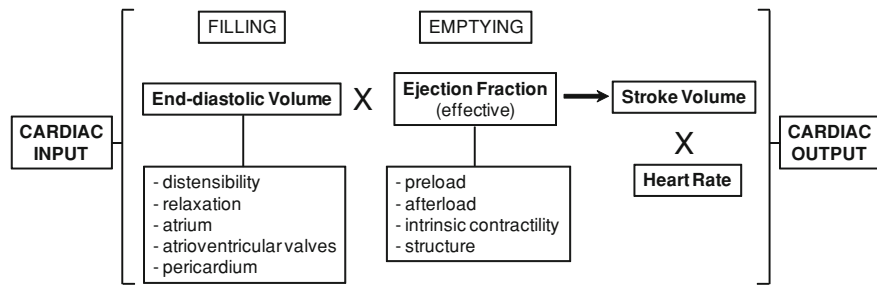 FILLING
EMPTYING
End-diastolic Volume
X
Ejection Fraction
(effective)
Stroke Volume
CARDIAC
INPUT
X
CARDIAC
OUTPUT
Heart Rate
- distensibility
- relaxation
- atrium
- atrioventricular valves
- pericardium
- preload
- afterload
- intrinsic contractility
- structure